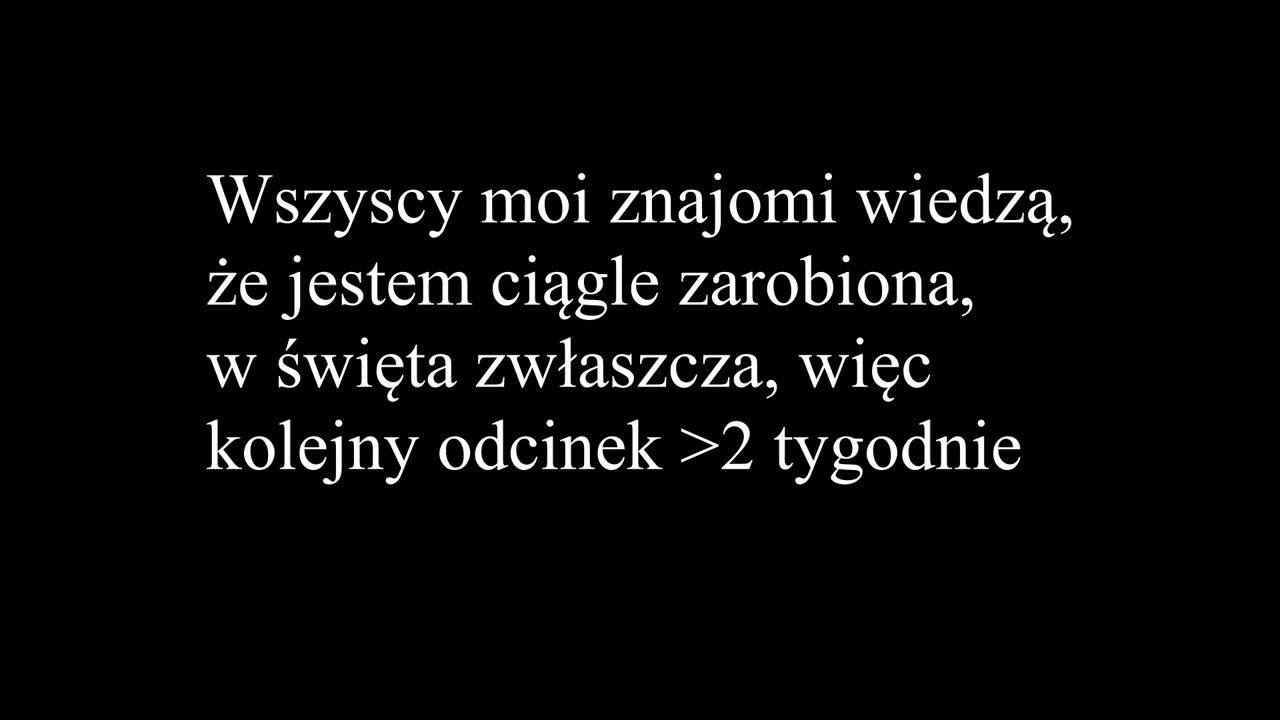 Wszyscy moi znajomi wiedzą,
że jestem ciągle zarobiona,
w święta zwłaszcza, więc
kolejny odcinek >2 tygodnie